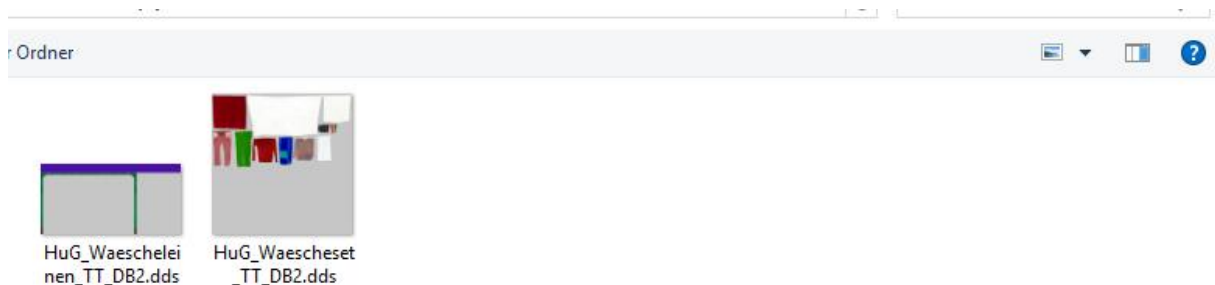 r Ordner
HuG_Waeschelei
nen_TT_DB2.dds
HuG_Waescheset
_TT_DB2.dds